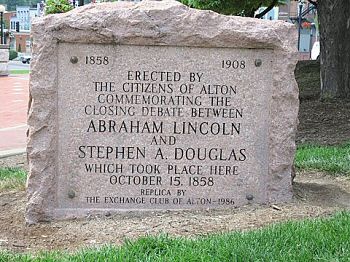 1858 1908
ERECTED BY
THE CITIZENS OF ALTON
COMMEMORATING THE
CLOSING DEBATE BETWEEN
ABRAHAM LINCOLN
AND
STEPHEN A. DOUGLAS
WHICH TOOK PLACE HERE
OCTOBER 15, 1858
REPLICA BY
THE EXCHANGE CLUB OF ALTON-1986